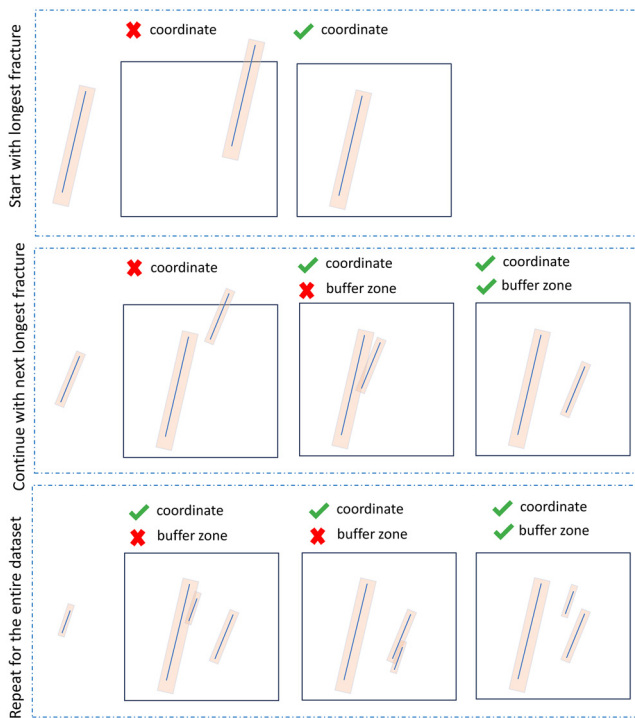 Start with longest fracture
coordinate
coordinate
Continue with next longest fracture
coordinate
coordinate
buffer zone
coordinate
buffer zone
Repeat for the entire dataset
coordinate
buffer zone
coordinate
buffer zone
coordinate
buffer zone